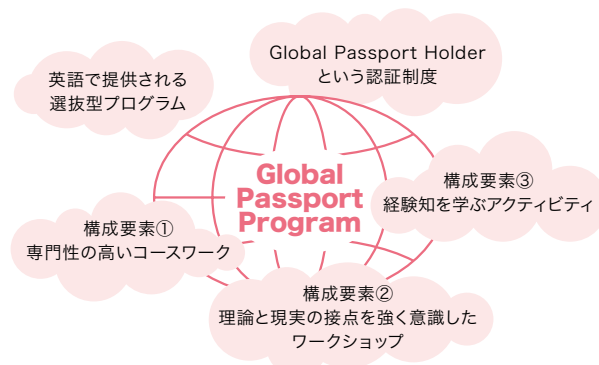 Global Passport Holder
という認証制度
英語で提供される
選抜型プログラム
Global
Passport
Program
構成要素③
経験知を学ぶアクティビティ
構成要素①
専門性の高いコースワーク
構成要素②
理論と現実の接点を強く意識した
ワークショップ